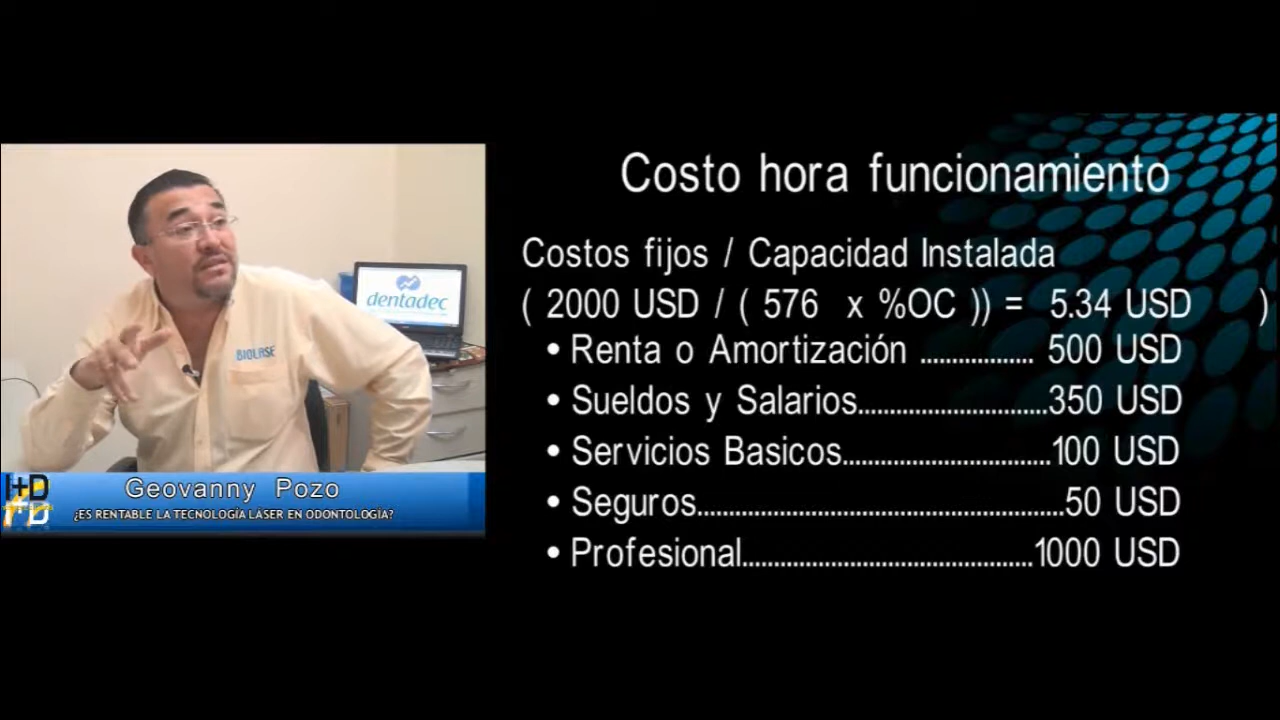 Costo hora funcionamiento
Costos fijos / Capacidad Instalada
( 2000 USD / ( 576 x %OC )) = 5.34 USD )
• Renta o Amortización .................. 500 USD
• Sueldos y Salarios..............................350 USD
• Servicios Basicos.................................100 USD
• Seguros..........................................................50 USD
• Profesional..............................................1000 USD
dentadec
BIOLASE
I+D
Geovanny Pozo
¿ES RENTABLE LA TECNOLOGÍA LÁSER EN ODONTOLOGIA?